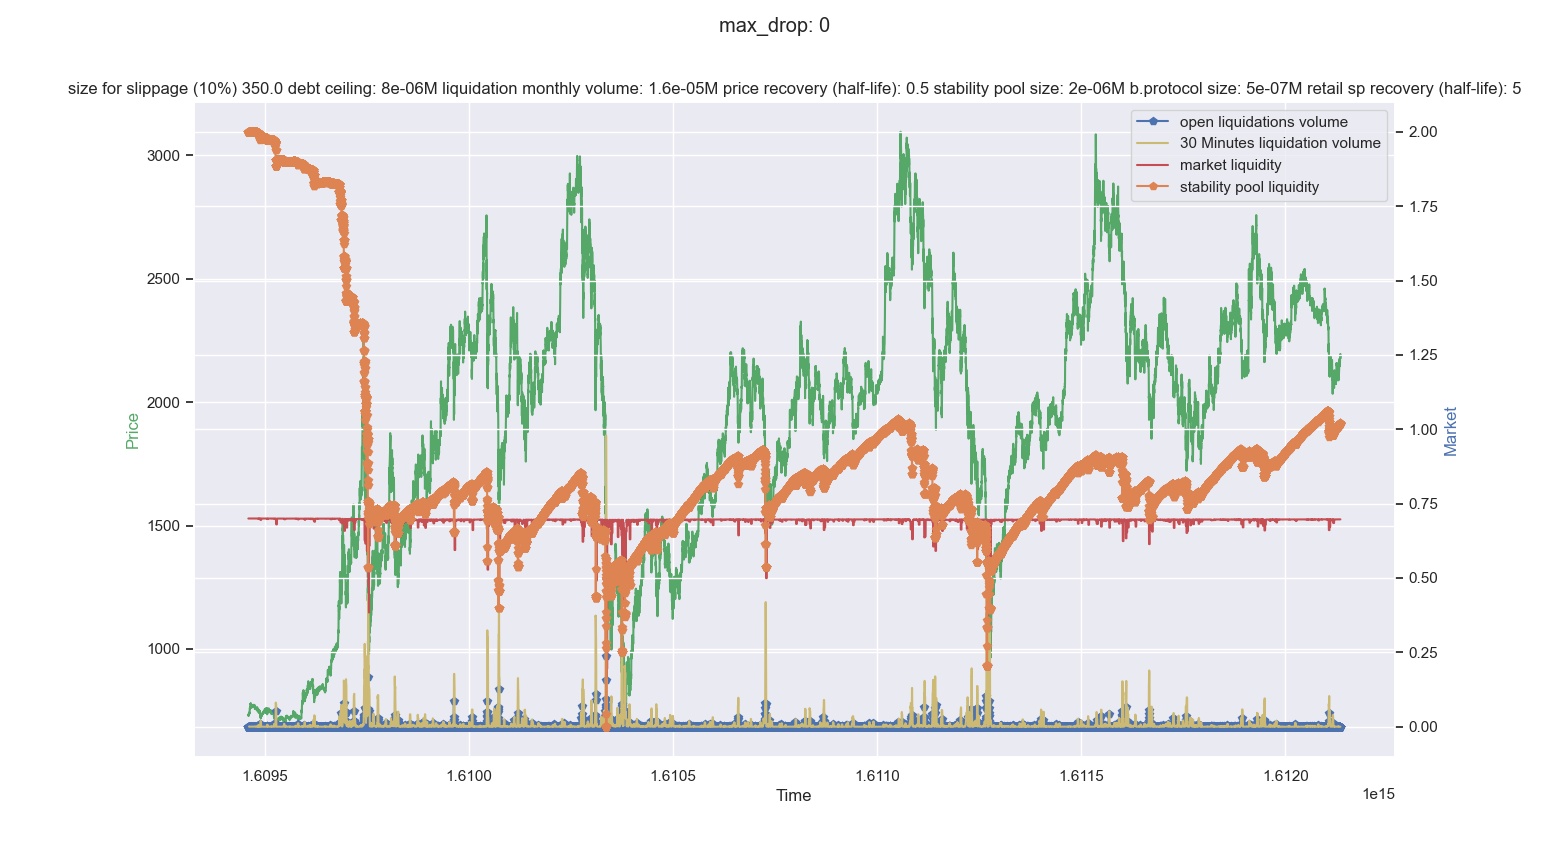 max_drop: 0
size for slippage (10%) 350.0 debt ceiling: 8e-06M liquidation monthly volume: 1.6e-05M price recovery (half-life): 0.5 stability pool size: 2e-06M b.protocol size: 5e-07M retail sp recovery (half-life): 5
open liquidations volume
30 Minutes liquidation volume
market liquidity
stability pool liquidity
3000
2500
2000
1500
1000
Price
2.00
1.75
1.50
1.25
1.00
0.75
0.50
0.25
0.00
Market
1.6095 1.6100 1.6105 1.6110 1.6115 1.6120
1e15
Time